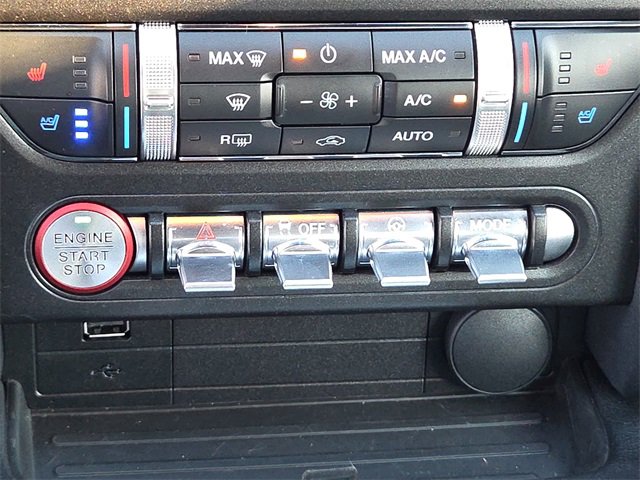 MAX
MAX A/C
A/C
R
AUTO
A/C
A/C
ENGINE
START
STOP
OFF
MODE